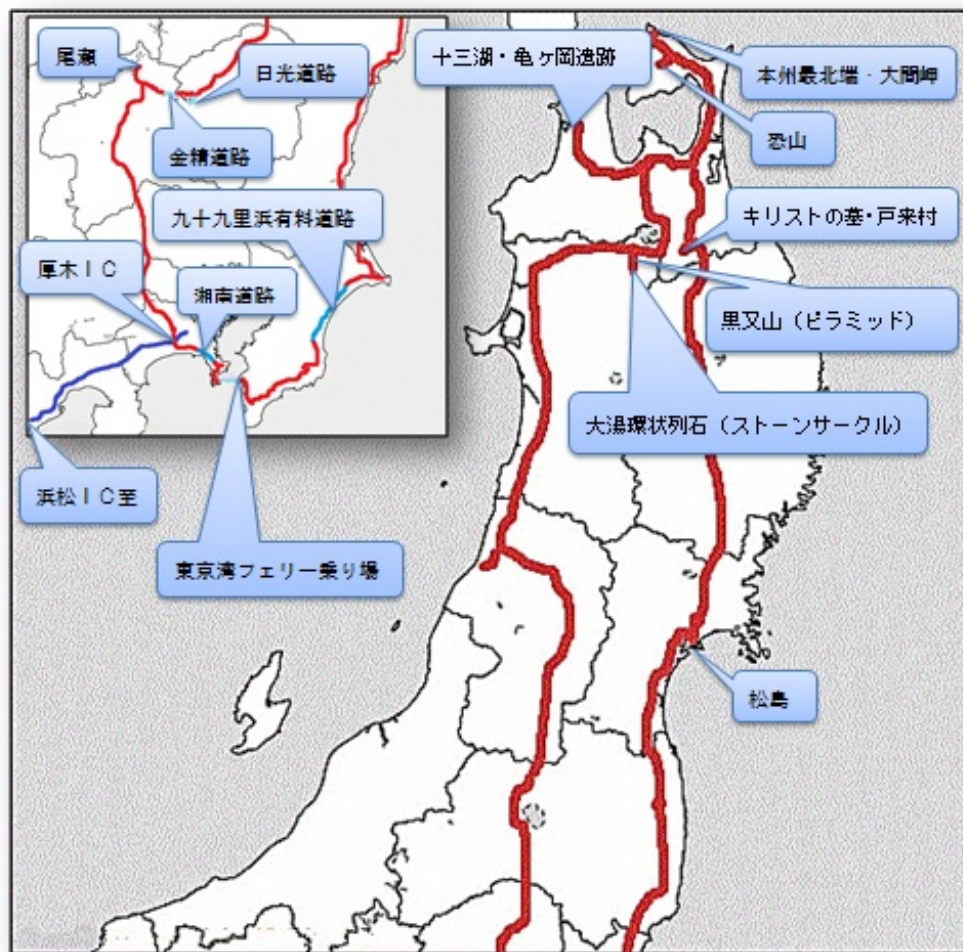 尾瀬
日光道路
金精道路
九十九里浜有料道路
厚木IC
湘南道路
浜松IC至
東京湾フェリー乗り場
十三湖・亀ヶ岡遺跡
本州最北端・大間岬
恐山
キリストの墓・戸来村
黒又山(ピラミッド)
大湯環状列石(ストーンサークル)
松島